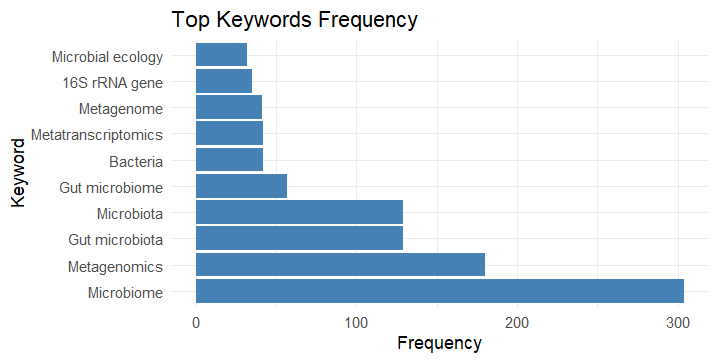 Top Keywords Frequency
Keyword
Microbial ecology
16S rRNA gene
Metagenome
Metatranscriptomics
Bacteria
Gut microbiome
Microbiota
Gut microbiota
Metagenomics
Microbiome
0 100 200 300
Frequency